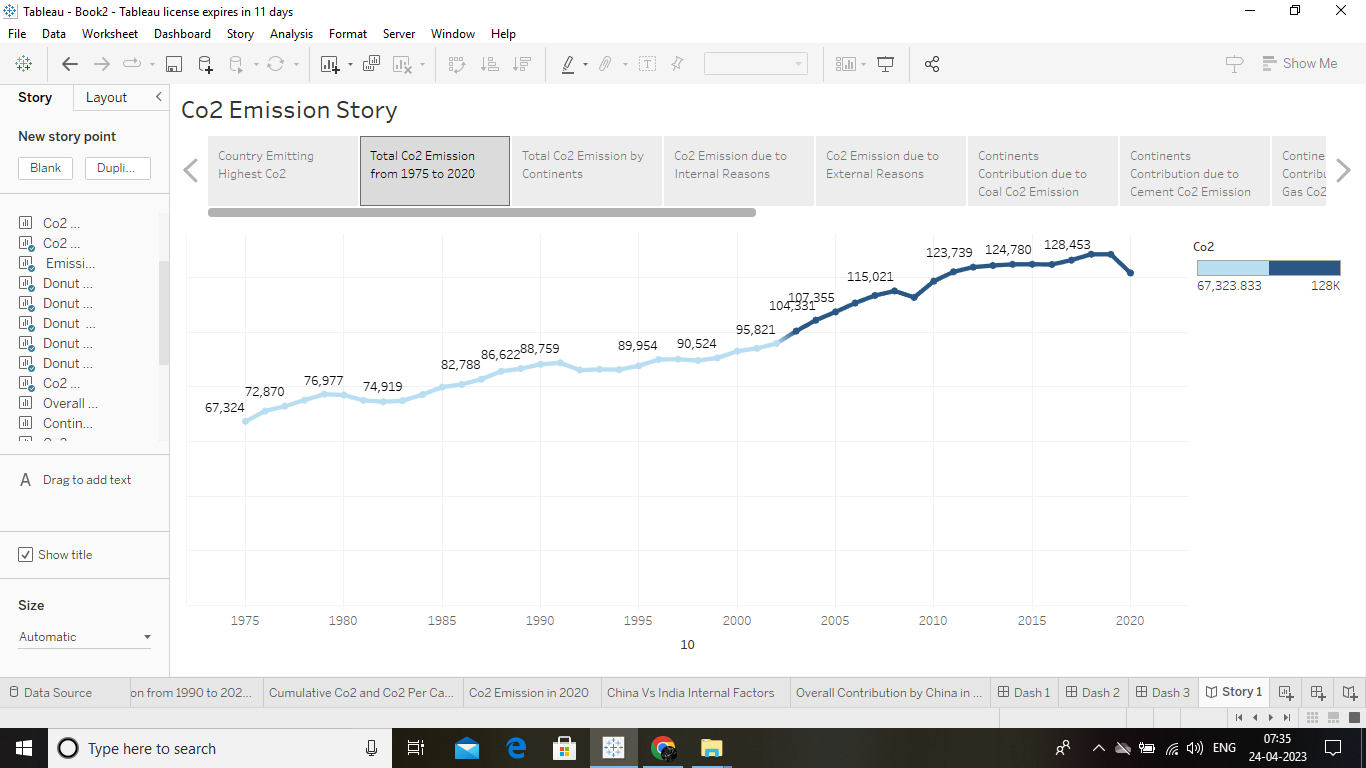 Tableau - Book2 - Tableau license expires in 11 days
File Data Worksheet Dashboard Story Analysis Format Server Window Help
Show Me
Story Layout
New story point
Blank Dupli...
Co2 ...
Co2 ...
Emissi...
Donut ...
Donut ...
Donut ...
Donut ...
Donut ...
Co2 ...
Overall ...
Contin...
A Drag to add text
Show title
Size
Automatic
Co2 Emission Story
Country Emitting
Highest Co2
Total Co2 Emission
from 1975 to 2020
Total Co2 Emission by
Continents
Co2 Emission due to
Internal Reasons
Co2 Emission due to
External Reasons
Continents
Contribution due to
Coal Co2 Emission
Continents
Contribution due to
Cement Co2 Emission
Contine
Contribu
Gas Co2
67,324
72,870
76,977
74,919
82,788
86,622
88,759
89,954
90,524
95,821
104,331
107,355
115,021
123,739
124,780
128,453
1975 1980 1985 1990 1995 2000 2005 2010 2015 2020
10
Co2
67,323.833 128K
Data Source on from 1990 to 202... Cumulative Co2 and Co2 Per Ca... Co2 Emission in 2020 China Vs India Internal Factors Overall Contribution by China in ... Dash 1 Dash 2 Dash 3 Story 1
Type here to search
ENG
07:35
24-04-2023